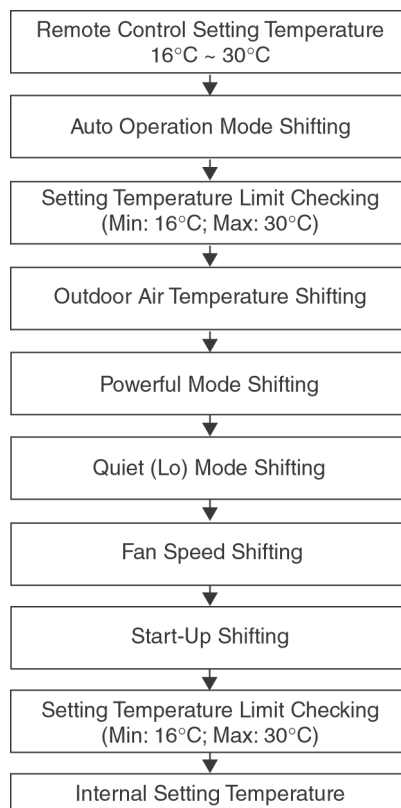 Remote Control Setting Temperature
16°C ~ 30°C
Auto Operation Mode Shifting
Setting Temperature Limit Checking
(Min: 16°C; Max: 30°C)
Outdoor Air Temperature Shifting
Powerful Mode Shifting
Quiet (Lo) Mode Shifting
Fan Speed Shifting
Start-Up Shifting
Setting Temperature Limit Checking
(Min: 16°C; Max: 30°C)
Internal Setting Temperature